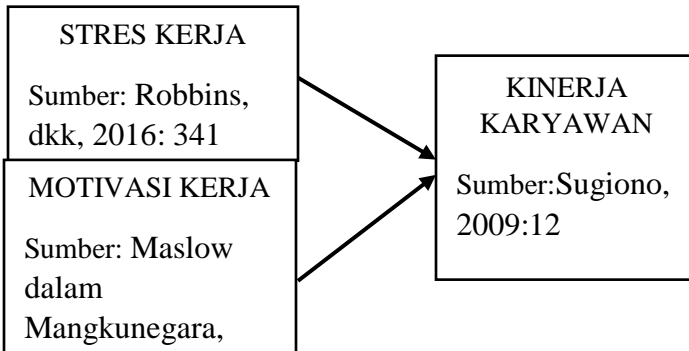 STRES KERJA
Sumber: Robbins,
dkk, 2016: 341
MOTIVASI KERJA
Sumber: Maslow
dalam
Mangkunegara,
KINERJA
KARYAWAN
Sumber:Sugiono,
2009:12